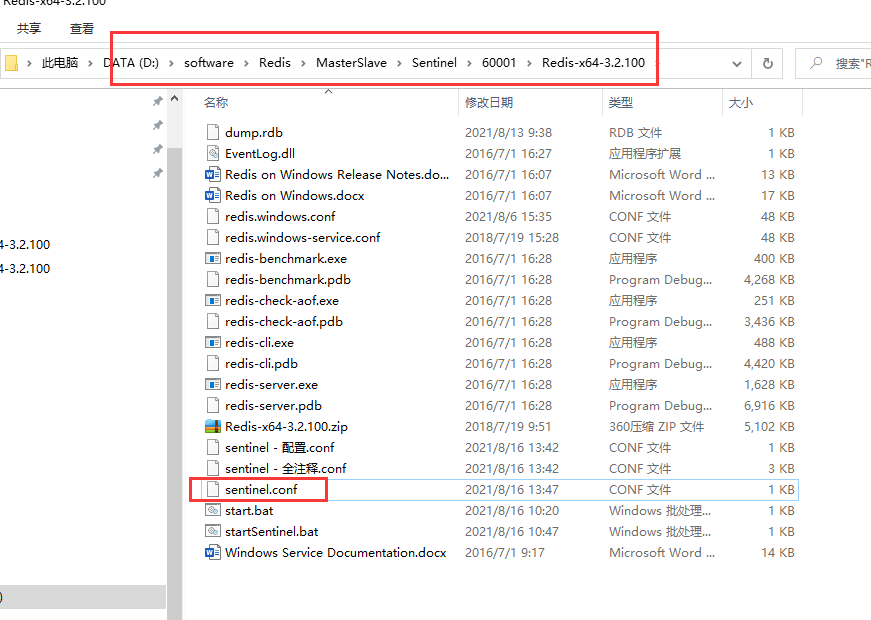 Redis-x64-3.2.100
共享 查看
此电脑 DATA (D:) software Redis MasterSlave Sentinel 60001 Redis-x64-3.2.100 搜索"R
名称 修改日期 类型 大小
dump.rdb 2021/8/13 9:38 RDB 文件 1 KB
EventLog.dll 2016/7/1 16:27 应用程序扩展 1 KB
Redis on Windows Release Notes.do... 2016/7/1 16:07 Microsoft Word ... 13 KB
Redis on Windows.docx 2016/7/1 16:07 Microsoft Word ... 17 KB
redis.windows.conf 2021/8/6 15:35 CONF 文件 48 KB
redis.windows-service.conf 2018/7/19 15:28 CONF 文件 48 KB
4-3.2.100
redis-benchmark.exe 2016/7/1 16:28 应用程序 400 KB
4-3.2.100
redis-benchmark.pdb 2016/7/1 16:28 Program Debug... 4,268 KB
redis-check-aof.exe 2016/7/1 16:28 应用程序 251 KB
redis-check-aof.pdb 2016/7/1 16:28 Program Debug... 3,436 KB
redis-cli.exe 2016/7/1 16:28 应用程序 488 KB
redis-cli.pdb 2016/7/1 16:28 Program Debug... 4,420 KB
redis-server.exe 2016/7/1 16:28 应用程序 1,628 KB
redis-server.pdb 2016/7/1 16:28 Program Debug... 6,916 KB
Redis-x64-3.2.100.zip 2018/7/19 9:51 360压缩 ZIP 文件 5,102 KB
sentinel - 配置.conf 2021/8/16 13:42 CONF 文件 1 KB
sentinel - 全注释.conf 2021/8/16 13:42 CONF 文件 3 KB
sentinel.conf 2021/8/16 13:47 CONF 文件 1 KB
start.bat 2021/8/16 10:20 Windows 批处理... 1 KB
startSentinel.bat 2021/8/16 10:47 Windows 批处理... 1 KB
Windows Service Documentation.docx 2016/7/1 9:17 Microsoft Word ... 14 KB
)